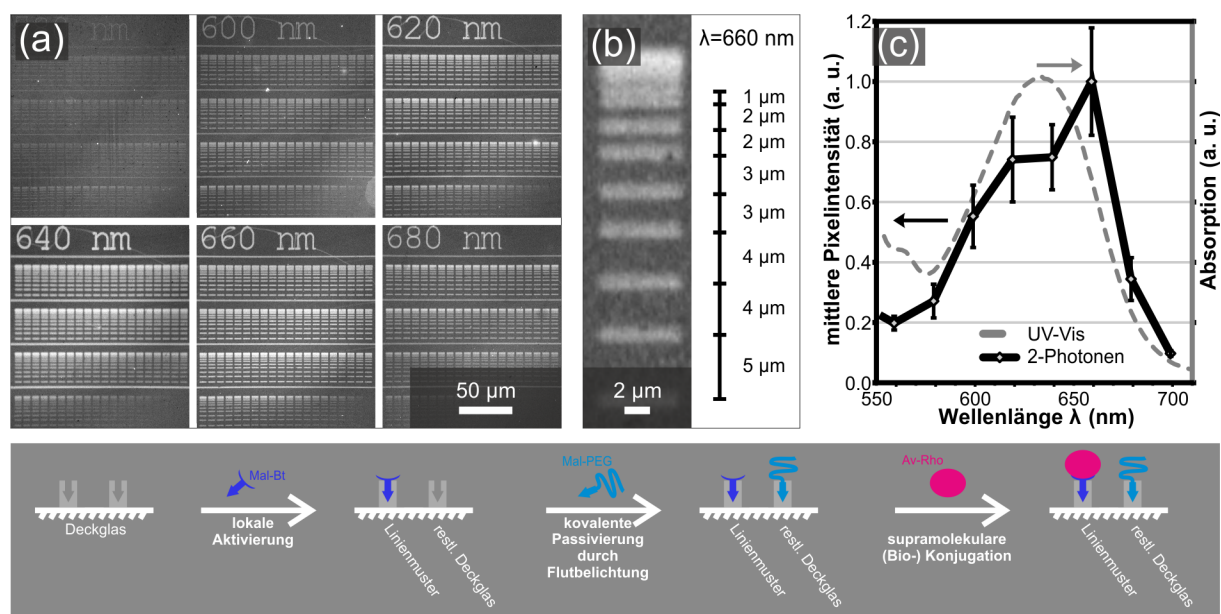 (a)
600 nm
620 nm
640 nm
660 nm
680 nm
50 µm
(b)
λ=660 nm
1 µm
2 µm
2 µm
3 µm
3 µm
4 µm
4 µm
5 µm
2 µm
(c)
mittlere Pixelintensität (a. u.)
1.2
1.0
0.8
0.6
0.4
0.2
0.0
UV-Vis
2-Photonen
550
600
650
700
Wellenlänge λ (nm)
Absorption (a. u.)
Deckglas
Mal-Bt
lokale
Aktivierung
Linienmuster
restl. Deckglas
Mal-PEG
kovalente
Passivierung
durch
Flutbelichtung
Linienmuster
restl. Deckglas
Av-Rho
supramolekulare
(Bio-) Konjugation
Linienmuster
restl. Deckglas